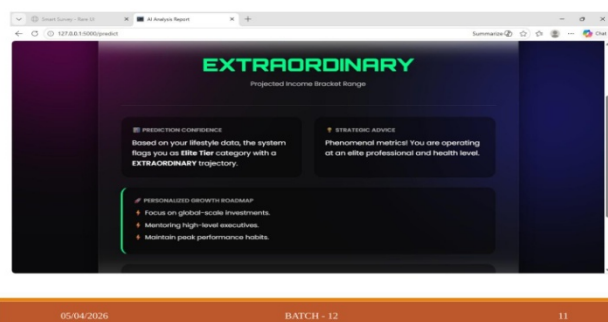 Smart Survey - New UI
AI Analysis Report
127.0.0.1:5000/predict
Summarize
Chat
EXTRAORDINARY
Projected Income Bracket Range
PREDICTION CONFIDENCE
Based on your lifestyle data, the system
flags you as Elite Tier category with a
EXTRAORDINARY trajectory.
STRATEGIC ADVICE
Phenomenal metrics! You are operating
at an elite professional and health level.
PERSONALIZED GROWTH ROADMAP
Focus on global-scale investments.
Mentoring high-level executives.
Maintain peak performance habits.
05/04/2026
BATCH - 12
11